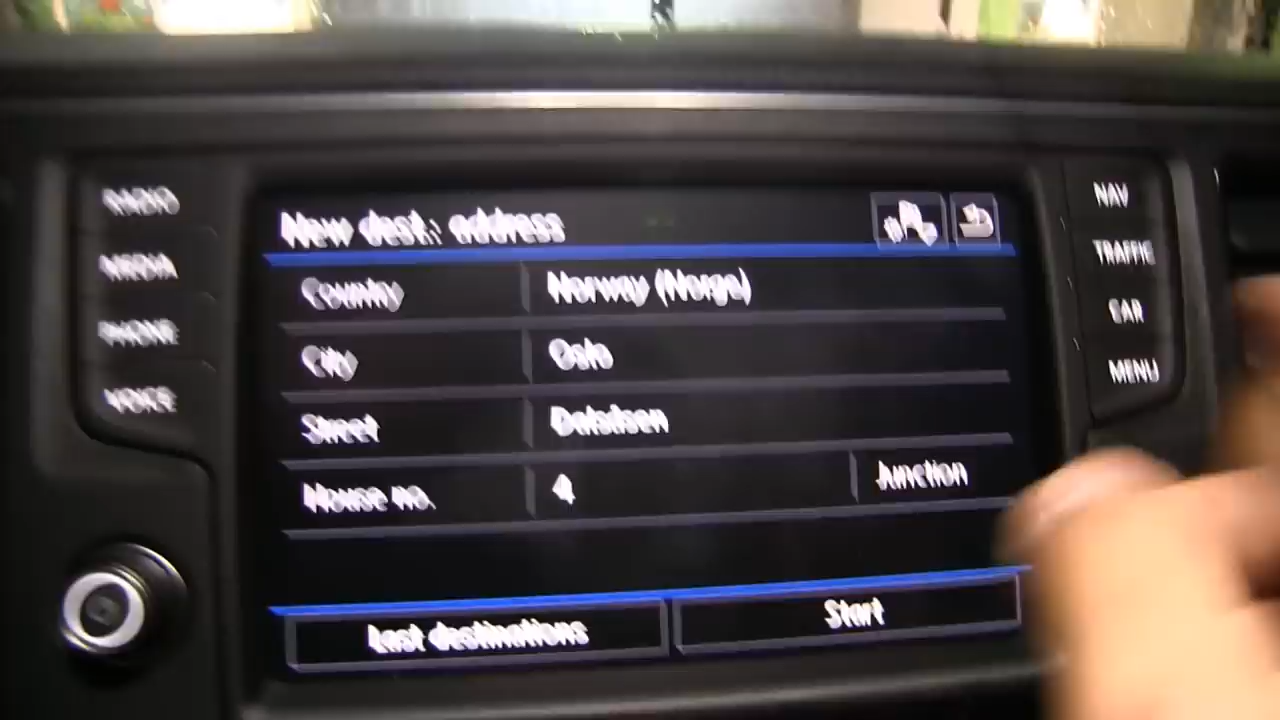 RADIO
MEDIA
PHONE
VOICE
New dest.: address
Country Norway (Norge)
City Oslo
Street
House no. 4 Junction
Last destinations Start
NAV
TRAFFIC
CAR
MENU